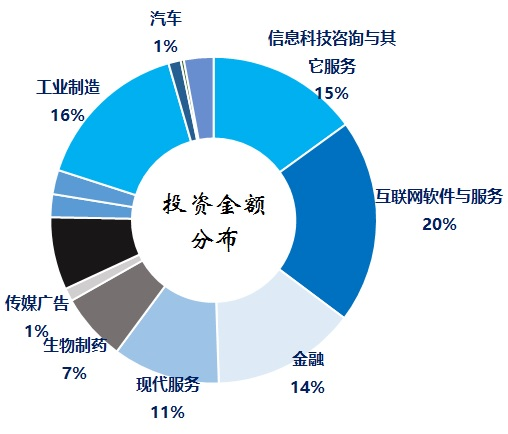 汽车
1%
信息科技咨询与其
它服务
15%
工业制造
16%
投资金额
分布
互联网软件与服务
20%
传媒广告
1%
生物制药
7%
现代服务
11%
金融
14%